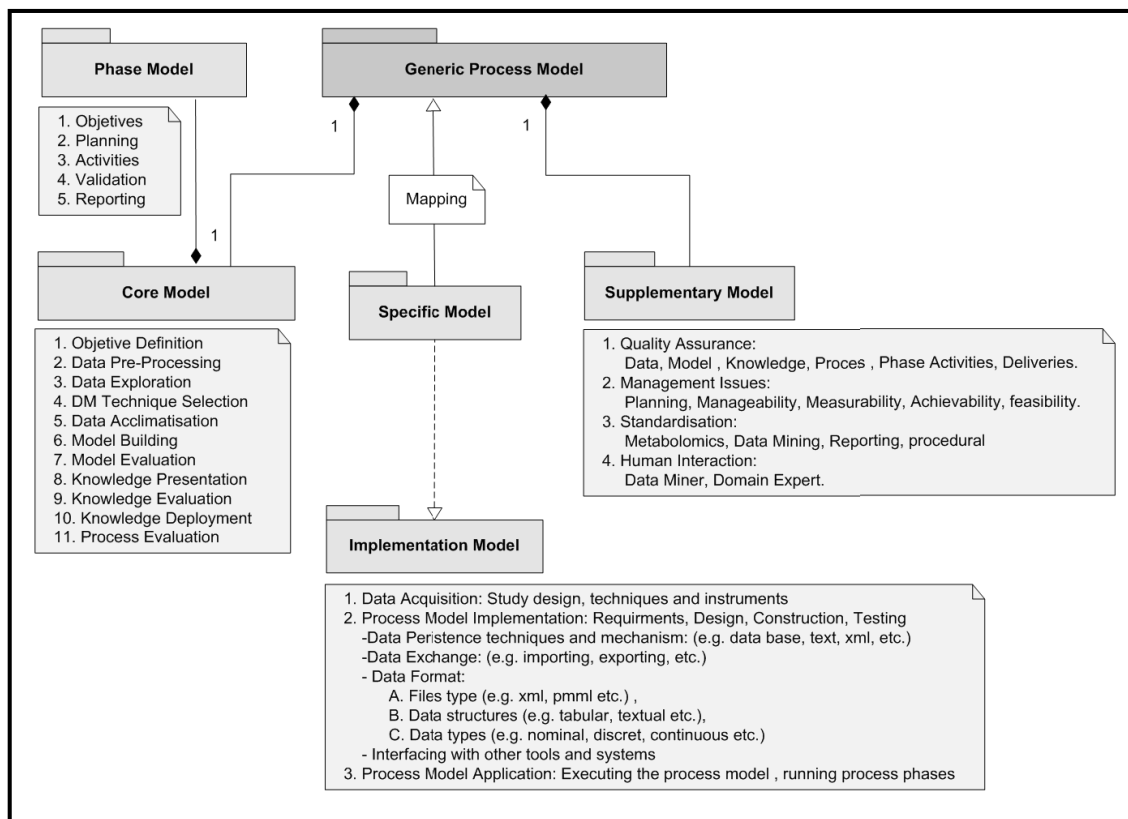 Phase Model
1. Objetives
2. Planning
3. Activities
4. Validation
5. Reporting
Generic Process Model
1
1
Mapping
1
Core Model
1. Objetive Definition
2. Data Pre-Processing
3. Data Exploration
4. DM Technique Selection
5. Data Acclimatisation
6. Model Building
7. Model Evaluation
8. Knowledge Presentation
9. Knowledge Evaluation
10. Knowledge Deployment
11. Process Evaluation
Specific Model
Supplementary Model
1. Quality Assurance:
Data, Model , Knowledge, Proces , Phase Activities, Deliveries.
2. Management Issues:
Planning, Manageability, Measurability, Achievability, feasibility.
3. Standardisation:
Metabolomics, Data Mining, Reporting, procedural
4. Human Interaction:
Data Miner, Domain Expert.
Implementation Model
1. Data Acquisition: Study design, techniques and instruments
2. Process Model Implementation: Requirments, Design, Construction, Testing
-Data Peristence techniques and mechanism: (e.g. data base, text, xml, etc.)
-Data Exchange: (e.g. importing, exporting, etc.)
- Data Format:
A. Files type (e.g. xml, pmml etc.) ,
B. Data structures (e.g. tabular, textual etc.),
C. Data types (e.g. nominal, discret, continuous etc.)
- Interfacing with other tools and systems
3. Process Model Application: Executing the process model , running process phases